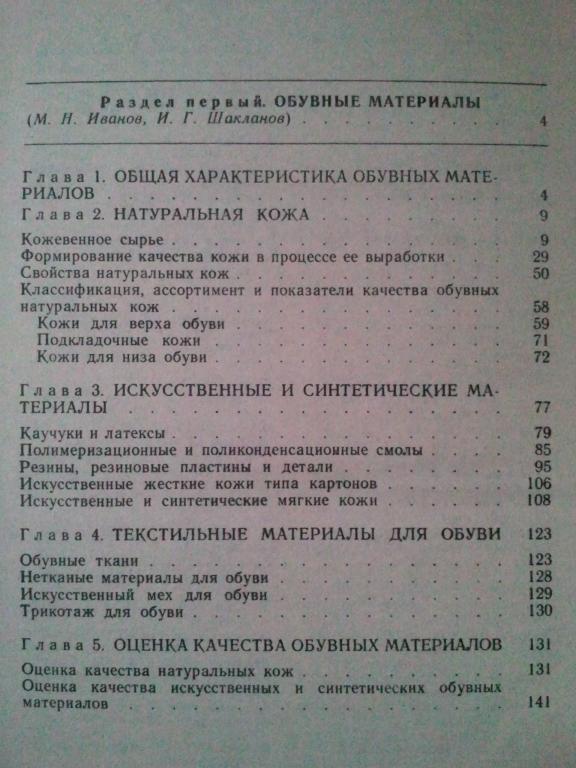 Раздел первый. ОБУВНЫЕ МАТЕРИАЛЫ
(М. Н. Иванов, И. Г. Шакланов) . . . . . . . . . . 4
Глава 1. ОБЩАЯ ХАРАКТЕРИСТИКА ОБУВНЫХ МАТЕ-
РИАЛОВ . . . . . . . . . . . . . . . . . 4
Глава 2. НАТУРАЛЬНАЯ КОЖА . . . . . . . . . 9
Кожевенное сырье . . . . . . . . . . . . . . . 9
Формирование качества кожи в процессе ее выработки . . . 29
Свойства натуральных кож . . . . . . . . . . . . 50
Классификация, ассортимент и показатели качества обувных
натуральных кож . . . . . . . . . . . . . . . 58
Кожи для верха обуви . . . . . . . . . . . . 59
Подкладочные кожи . . . . . . . . . . . . . 71
Кожи для низа обуви . . . . . . . . . . . . . 72
Глава 3. ИСКУССТВЕННЫЕ И СИНТЕТИЧЕСКИЕ МА-
ТЕРИАЛЫ . . . . . . . . . . . . . . . . 77
Каучуки и латексы . . . . . . . . . . . . . . . 79
Полимеризационные и поликонденсационные смолы . . . . 85
Резины, резиновые пластины и детали . . . . . . . . 95
Искусственные жесткие кожи типа картонов . . . . . . 106
Искусственные и синтетические мягкие кожи . . . . . . 108
Глава 4. ТЕКСТИЛЬНЫЕ МАТЕРИАЛЫ ДЛЯ ОБУВИ 123
Обувные ткани . . . . . . . . . . . . . . . . 123
Нетканые материалы для обуви . . . . . . . . . . 128
Искусственный мех для обуви . . . . . . . . . . . 129
Трикотаж для обуви . . . . . . . . . . . . . . 130
Глава 5. ОЦЕНКА КАЧЕСТВА ОБУВНЫХ МАТЕРИАЛОВ 131
Оценка качества натуральных кож . . . . . . . . . 131
Оценка качества искусственных и синтетических обувных
материалов . . . . . . . . . . . . . . . . . 141